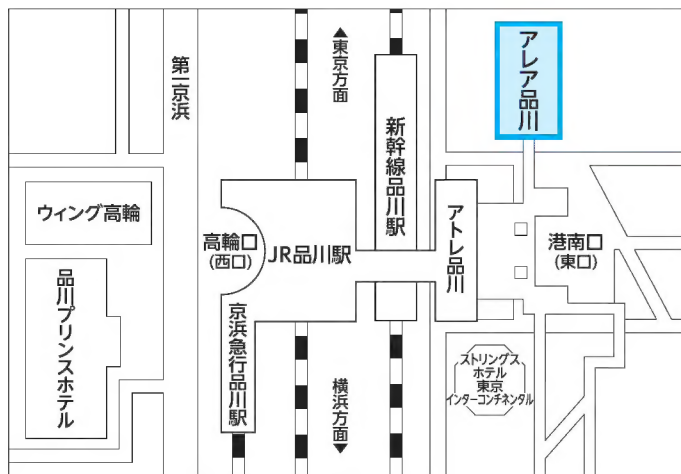 第一京浜
▲東京方面
アレア品川
新幹線品川駅
ウィング高輪
高輪口
(西口)
JR品川駅
アトレ品川
港南口
(東口)
品川プリンスホテル
京浜急行品川駅
横浜方面▼
ストリングス
ホテル
東京
インターコンチネンタル